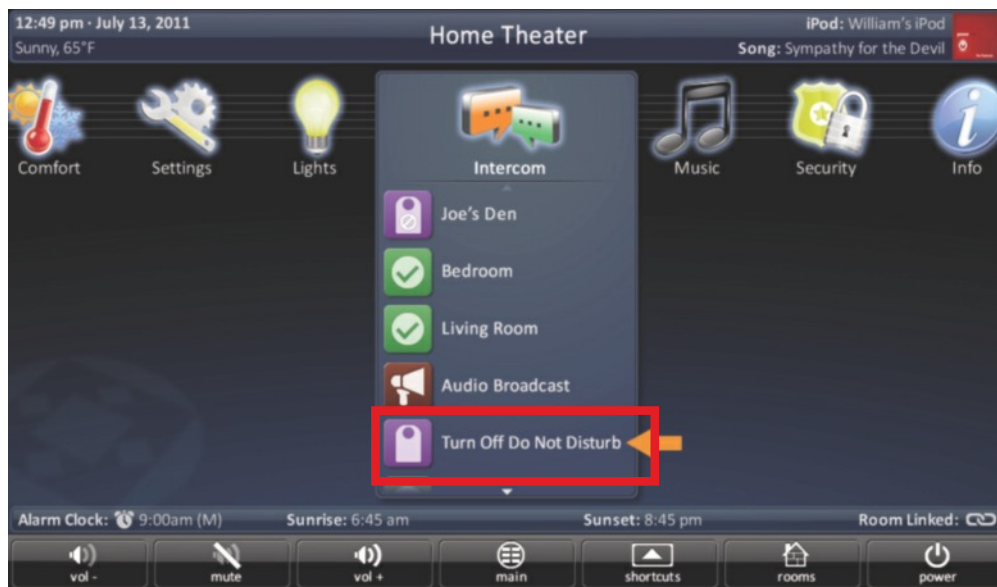 12:49 pm - July 13, 2011
Sunny, 65°F
Home Theater
iPod: William's iPod
Song: Sympathy for the Devil
Comfort
Settings
Lights
Intercom
Music
Security
Info
Joe's Den
Bedroom
Living Room
Audio Broadcast
Turn Off Do Not Disturb
Alarm Clock: 9:00am (M)
Sunrise: 6:45 am
Sunset: 8:45 pm
Room Linked:
vol -
mute
vol +
main
shortcuts
rooms
power